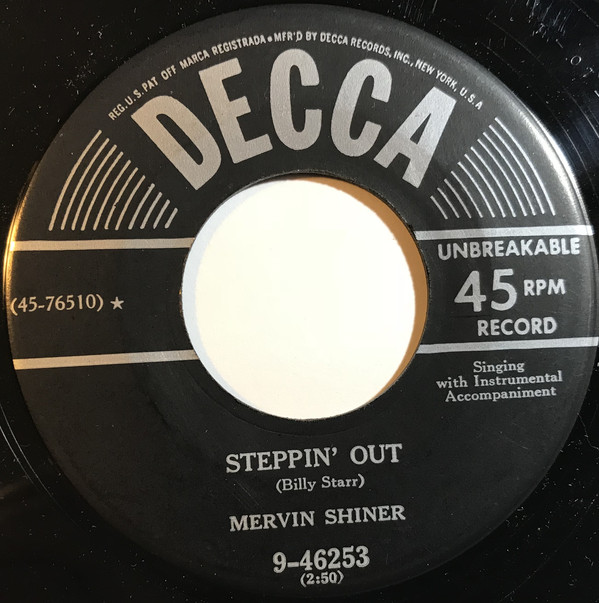 REG. U.S. PAT OFF MARCA REGISTRADA • MFR'D BY DECCA RECORDS, INC., NEW YORK, U.S.A
DECCA
UNBREAKABLE
(45-76510) ★
45 RPM
RECORD
Singing
with Instrumental
Accompaniment
STEPPIN' OUT
(Billy Starr)
MERVIN SHINER
9-46253
(2:50)